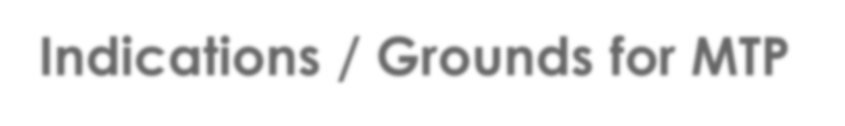 Indications / Grounds for MTP